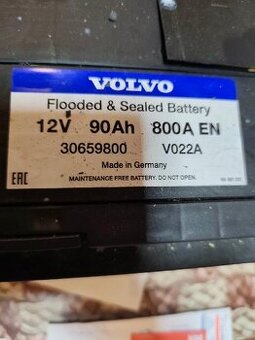 VOLVO
Flooded & Sealed Battery
12V 90Ah 800A EN
30659800 V022A
Made in Germany
EAC MAINTENANCE FREE BATTERY. DO NOT OPEN.